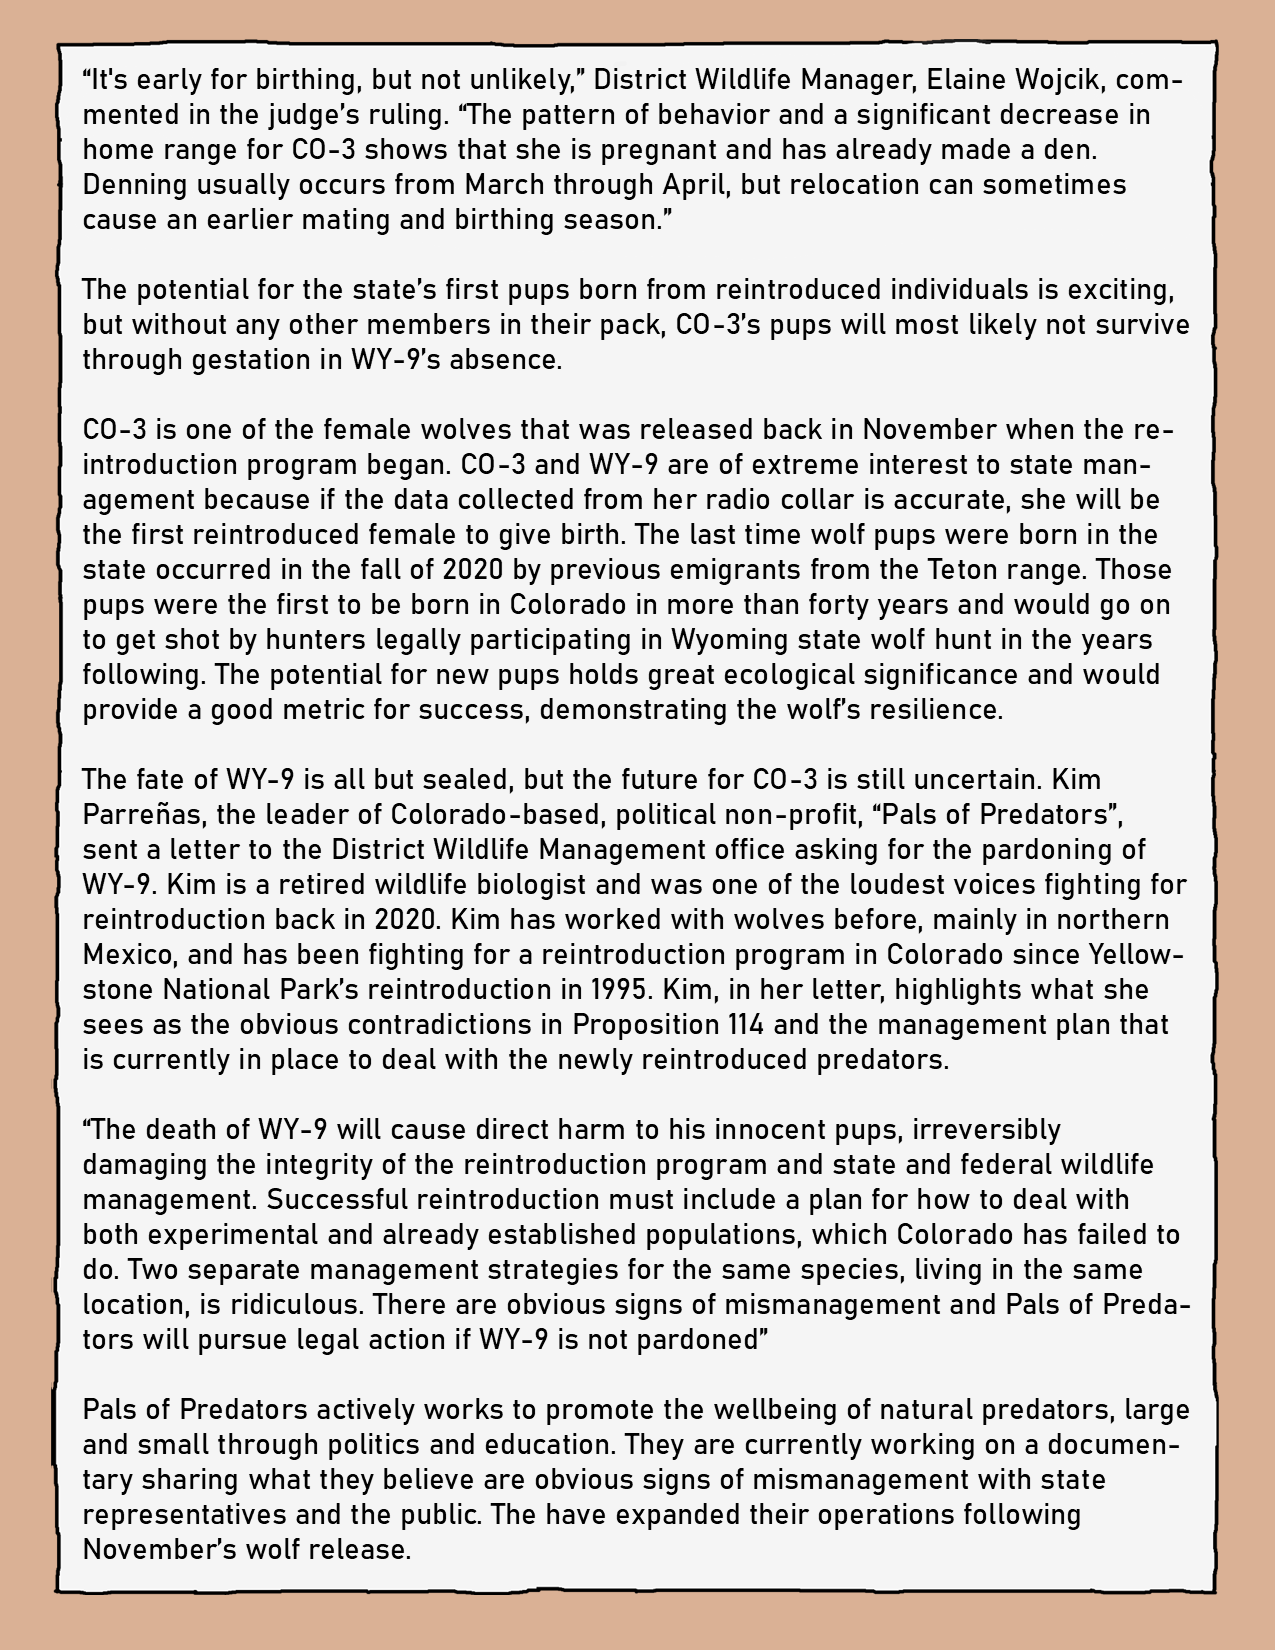 “It's early for birthing, but not unlikely,” District Wildlife Manager, Elaine Wojcik, com-
mented in the judge’s ruling. “The pattern of behavior and a significant decrease in
home range for CO-3 shows that she is pregnant and has already made a den.
Denning usually occurs from March through April, but relocation can sometimes
cause an earlier mating and birthing season.”
The potential for the state’s first pups born from reintroduced individuals is exciting,
but without any other members in their pack, CO-3’s pups will most likely not survive
through gestation in WY-9’s absence.
CO-3 is one of the female wolves that was released back in November when the re-
introduction program began. CO-3 and WY-9 are of extreme interest to state man-
agement because if the data collected from her radio collar is accurate, she will be
the first reintroduced female to give birth. The last time wolf pups were born in the
state occurred in the fall of 2020 by previous emigrants from the Teton range. Those
pups were the first to be born in Colorado in more than forty years and would go on
to get shot by hunters legally participating in Wyoming state wolf hunt in the years
following. The potential for new pups holds great ecological significance and would
provide a good metric for success, demonstrating the wolf’s resilience.
The fate of WY-9 is all but sealed, but the future for CO-3 is still uncertain. Kim
Parreñas, the leader of Colorado-based, political non-profit, “Pals of Predators”,
sent a letter to the District Wildlife Management office asking for the pardoning of
WY-9. Kim is a retired wildlife biologist and was one of the loudest voices fighting for
reintroduction back in 2020. Kim has worked with wolves before, mainly in northern
Mexico, and has been fighting for a reintroduction program in Colorado since Yellow-
stone National Park’s reintroduction in 1995. Kim, in her letter, highlights what she
sees as the obvious contradictions in Proposition 114 and the management plan that
is currently in place to deal with the newly reintroduced predators.
“The death of WY-9 will cause direct harm to his innocent pups, irreversibly
damaging the integrity of the reintroduction program and state and federal wildlife
management. Successful reintroduction must include a plan for how to deal with
both experimental and already established populations, which Colorado has failed to
do. Two separate management strategies for the same species, living in the same
location, is ridiculous. There are obvious signs of mismanagement and Pals of Preda-
tors will pursue legal action if WY-9 is not pardoned”
Pals of Predators actively works to promote the wellbeing of natural predators, large
and small through politics and education. They are currently working on a documen-
tary sharing what they believe are obvious signs of mismanagement with state
representatives and the public. The have expanded their operations following
November’s wolf release.